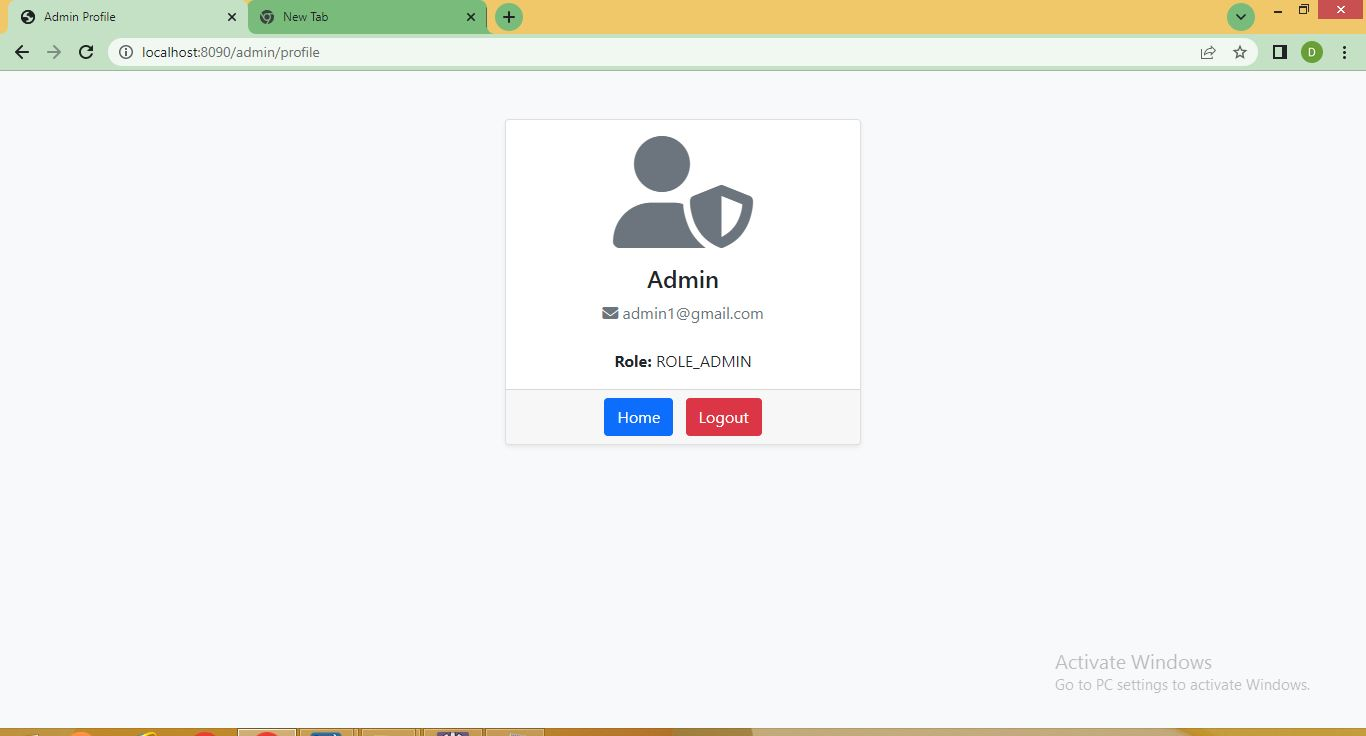 Admin Profile
New Tab
localhost:8090/admin/profile
D
Admin
admin1@gmail.com
Role: ROLE_ADMIN
Home
Logout
Activate Windows
Go to PC settings to activate Windows.